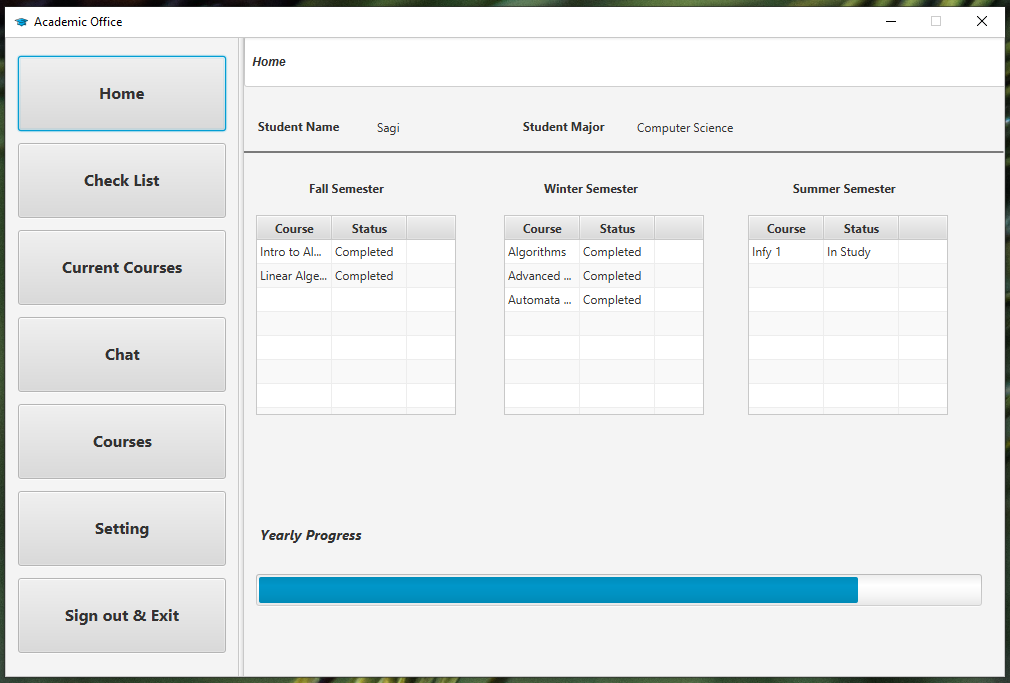 Academic Office
Home
Check List
Current Courses
Chat
Courses
Setting
Sign out & Exit
Home
Student Name Sagi Student Major Computer Science
Fall Semester
Course Status
Intro to Al... Completed
Linear Alge... Completed
Winter Semester
Course Status
Algorithms Completed
Advanced ... Completed
Automata ... Completed
Summer Semester
Course Status
Infy 1 In Study
Yearly Progress